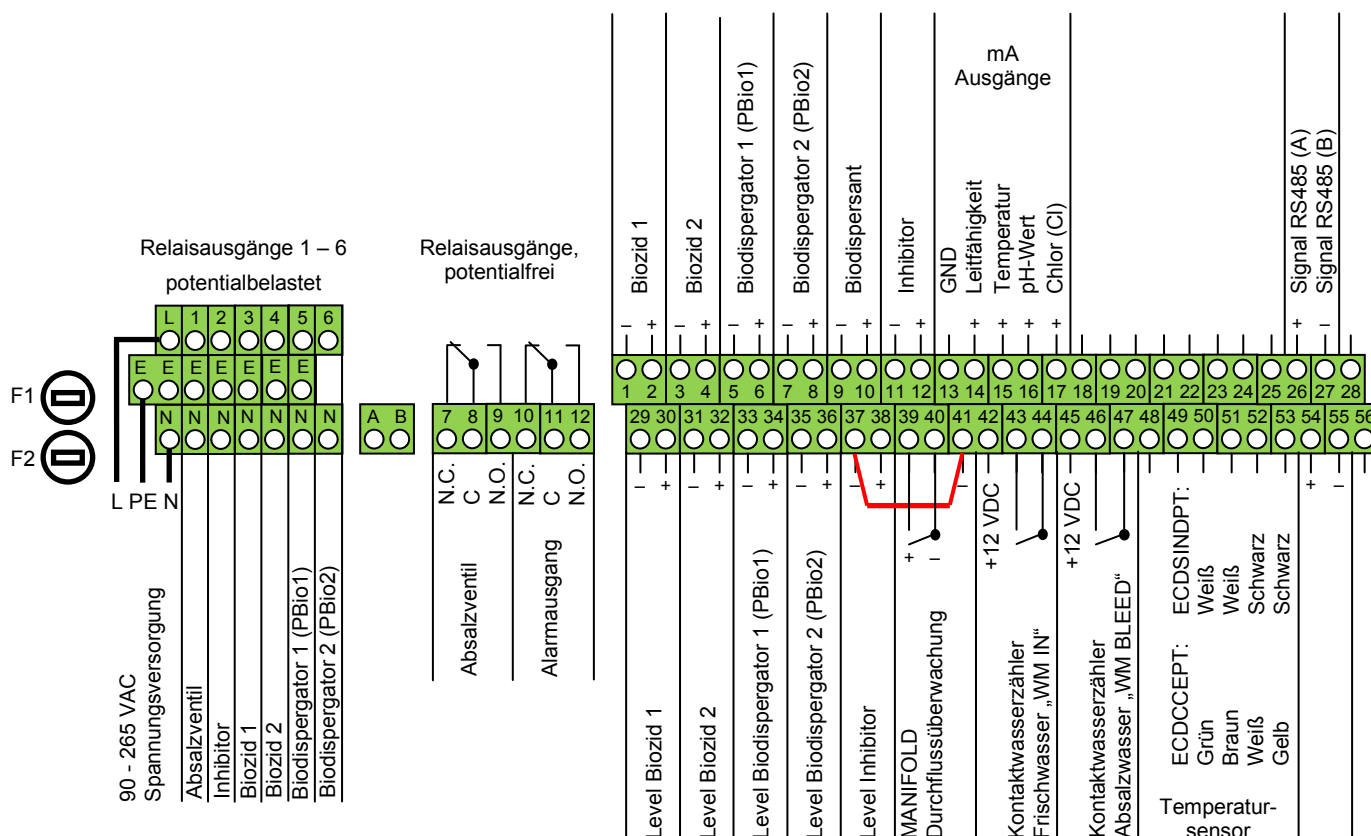 mA
Ausgänge
Biozid 1
Biozid 2
Biodispergator 1 (PBio1)
Biodispergator 2 (PBio2)
Biodispersant
Inhibitor
GND
Leitfähigkeit
Temperatur
pH-Wert
Chlor (Cl)
Signal RS485 (A)
Signal RS485 (B)
– + – + – + – + – + – + + + + + + –
Relaisausgänge 1 – 6
potentialbelastet
Relaisausgänge,
potentialfrei
L 1 2 3 4 5 6
E E E E E E E
N N N N N N N
F1
F2
L PE N
A B
7 8 9 10 11 12
N.C.
C
N.O.
N.C.
C
N.O.
1 2 3 4 5 6 7 8 9 10 11 12 13 14 15 16 17 18 19 20 21 22 23 24 25 26 27 28
29 30 31 32 33 34 35 36 37 38 39 40 41 42 43 44 45 46 47 48 49 50 51 52 53 54 55 56
– + – + – + – + – + – + –
+ –
+12 VDC
+12 VDC
90 - 265 VAC
Spannungsversorgung
Absalzventil
Inhibitor
Biozid 1
Biozid 2
Biodispergator 1 (PBio1)
Biodispergator 2 (PBio2)
Absalzventil
Alarmausgang
Level Biozid 1
Level Biozid 2
Level Biodispergator 1 (PBio1)
Level Biodispergator 2 (PBio2)
Level Inhibitor
MANIFOLD
Durchflussüberwachung
Kontaktwasserzähler
Frischwasser „WM IN“
Kontaktwasserzähler
Absalzwasser „WM BLEED“
ECDSINDPT:
Weiß
Weiß
Schwarz
Schwarz
ECDCCEPT:
Grün
Braun
Weiß
Gelb
Temperatur-
sensor